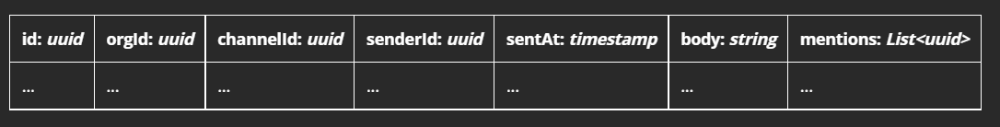 id: uuid orgId: uuid channelId: uuid senderId: uuid sentAt: timestamp body: string mentions: List<uuid>
... ... ... ... ... ... ...